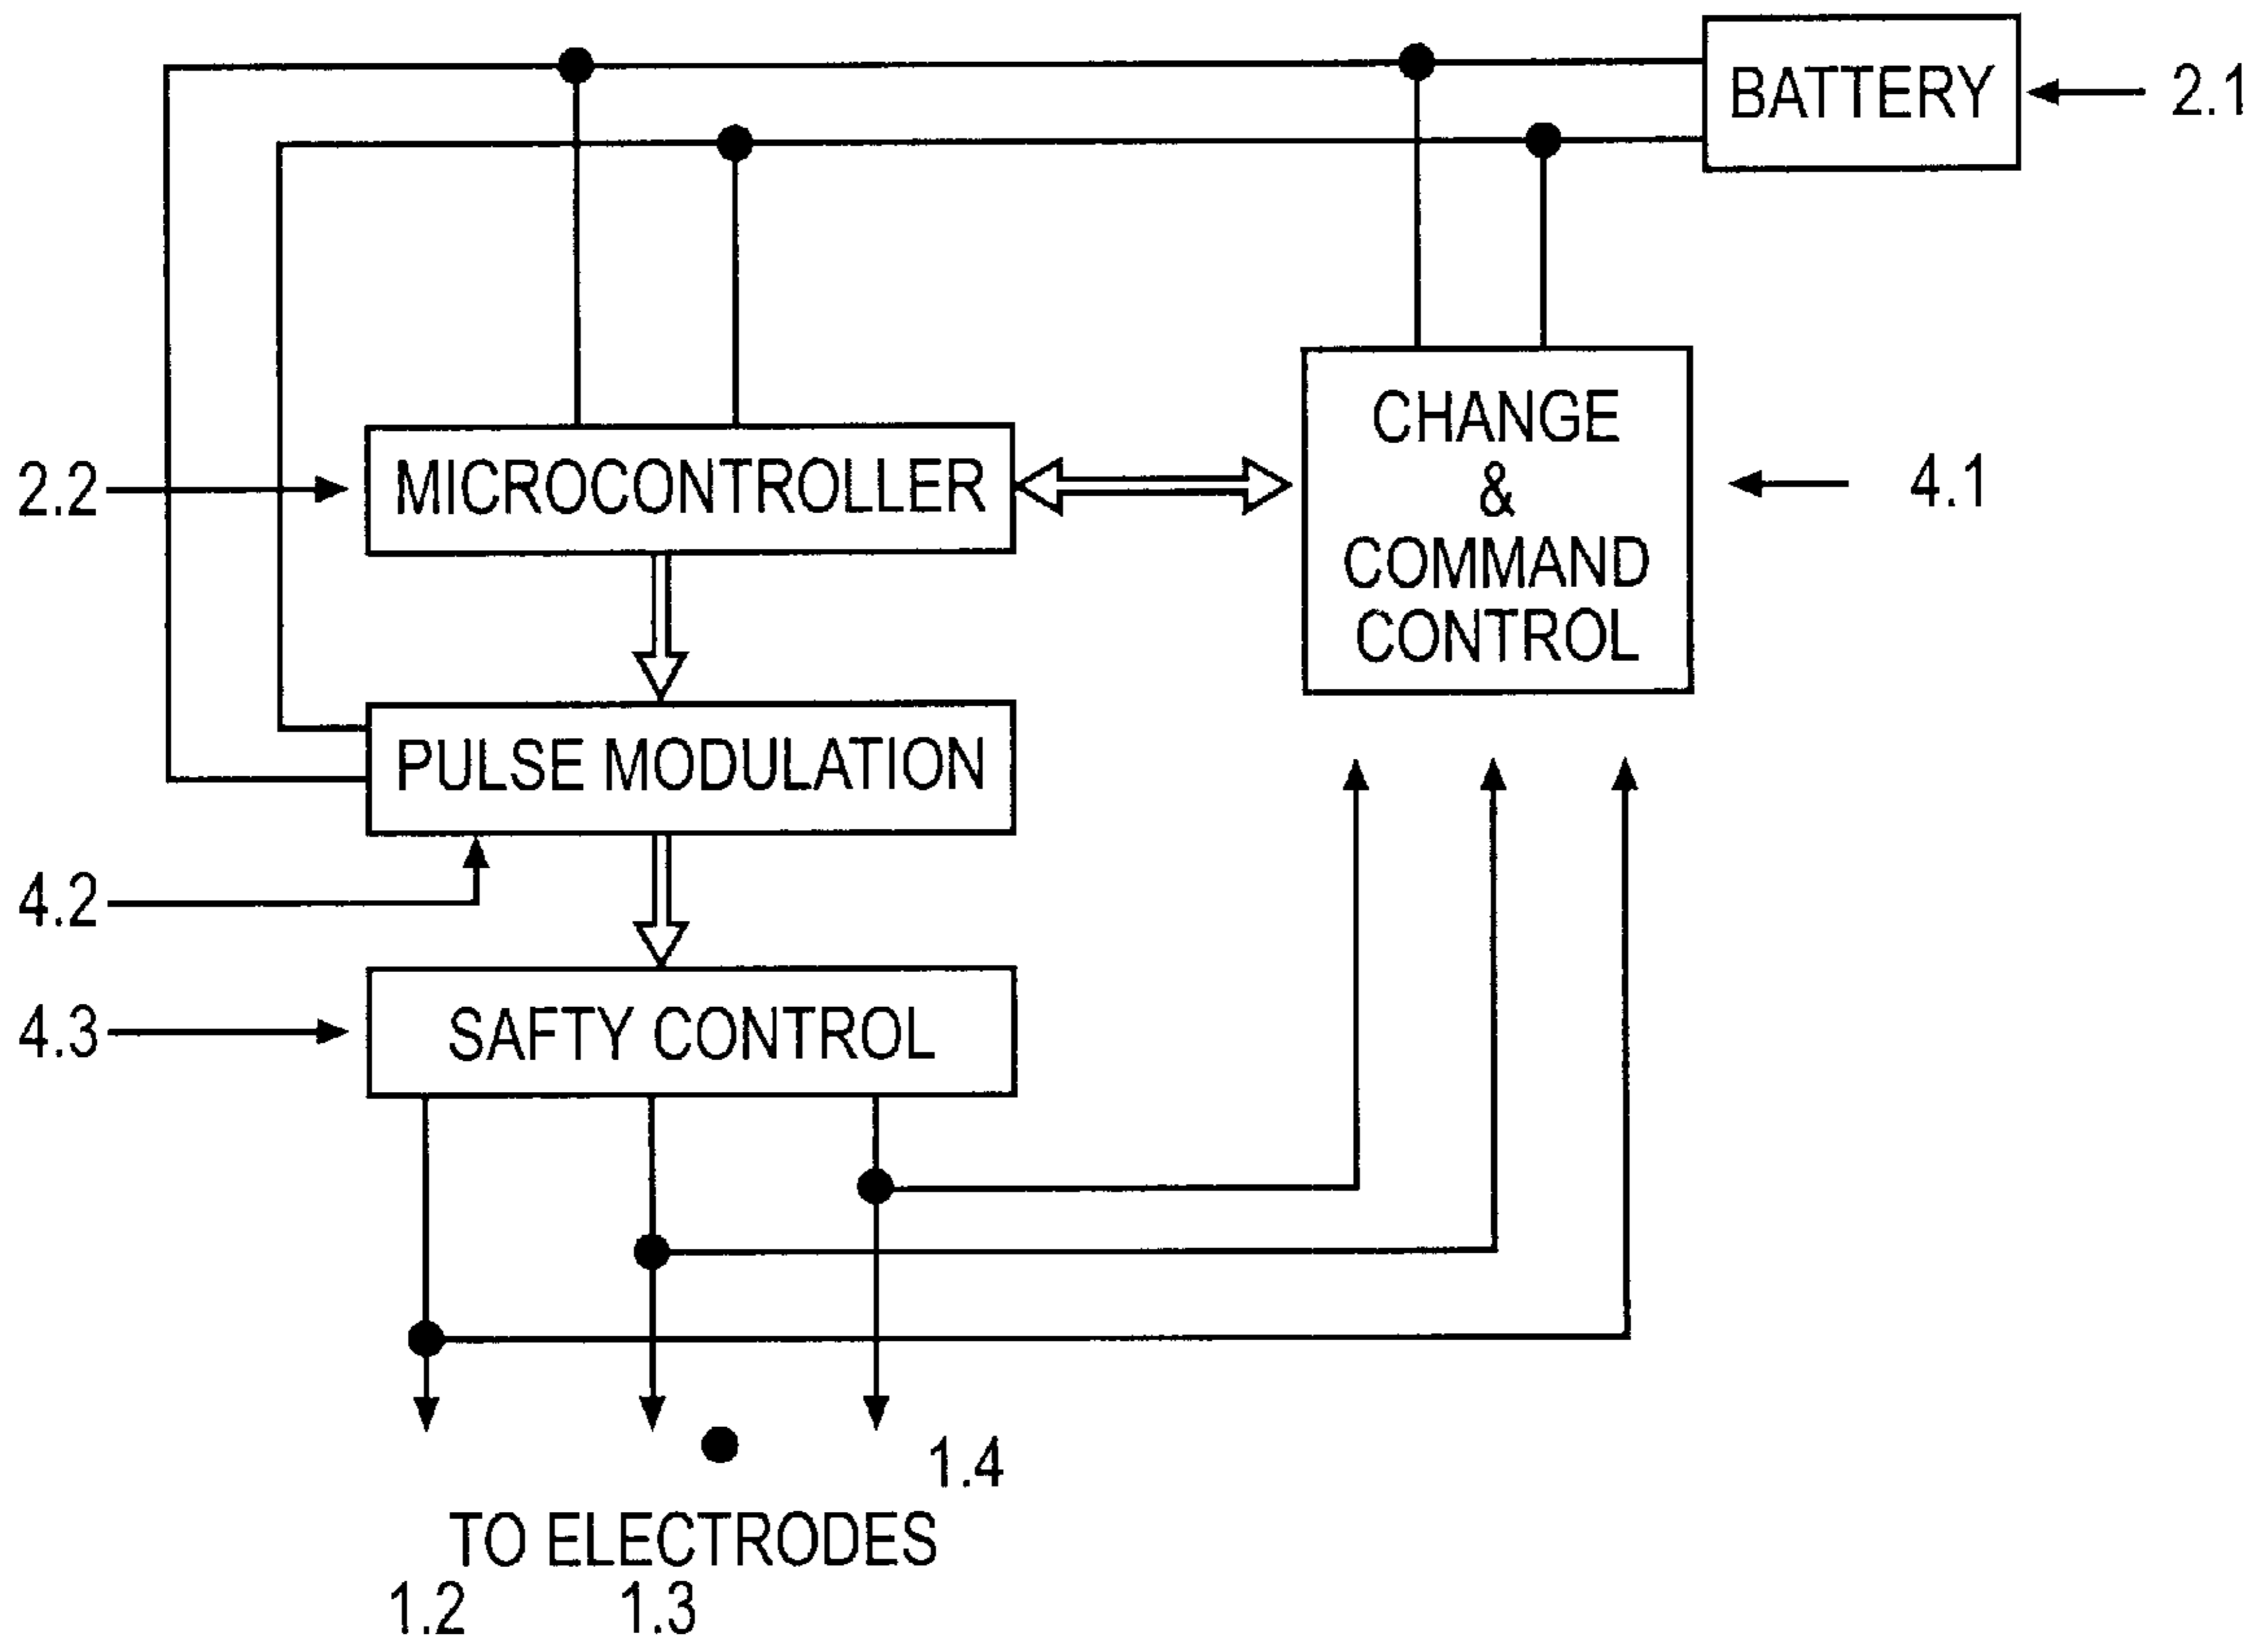 BATTERY
2.1
2.2
MICROCONTROLLER
CHANGE
&
COMMAND
CONTROL
4.1
PULSE MODULATION
4.2
4.3
SAFTY CONTROL
1.4
TO ELECTRODES
1.2
1.3